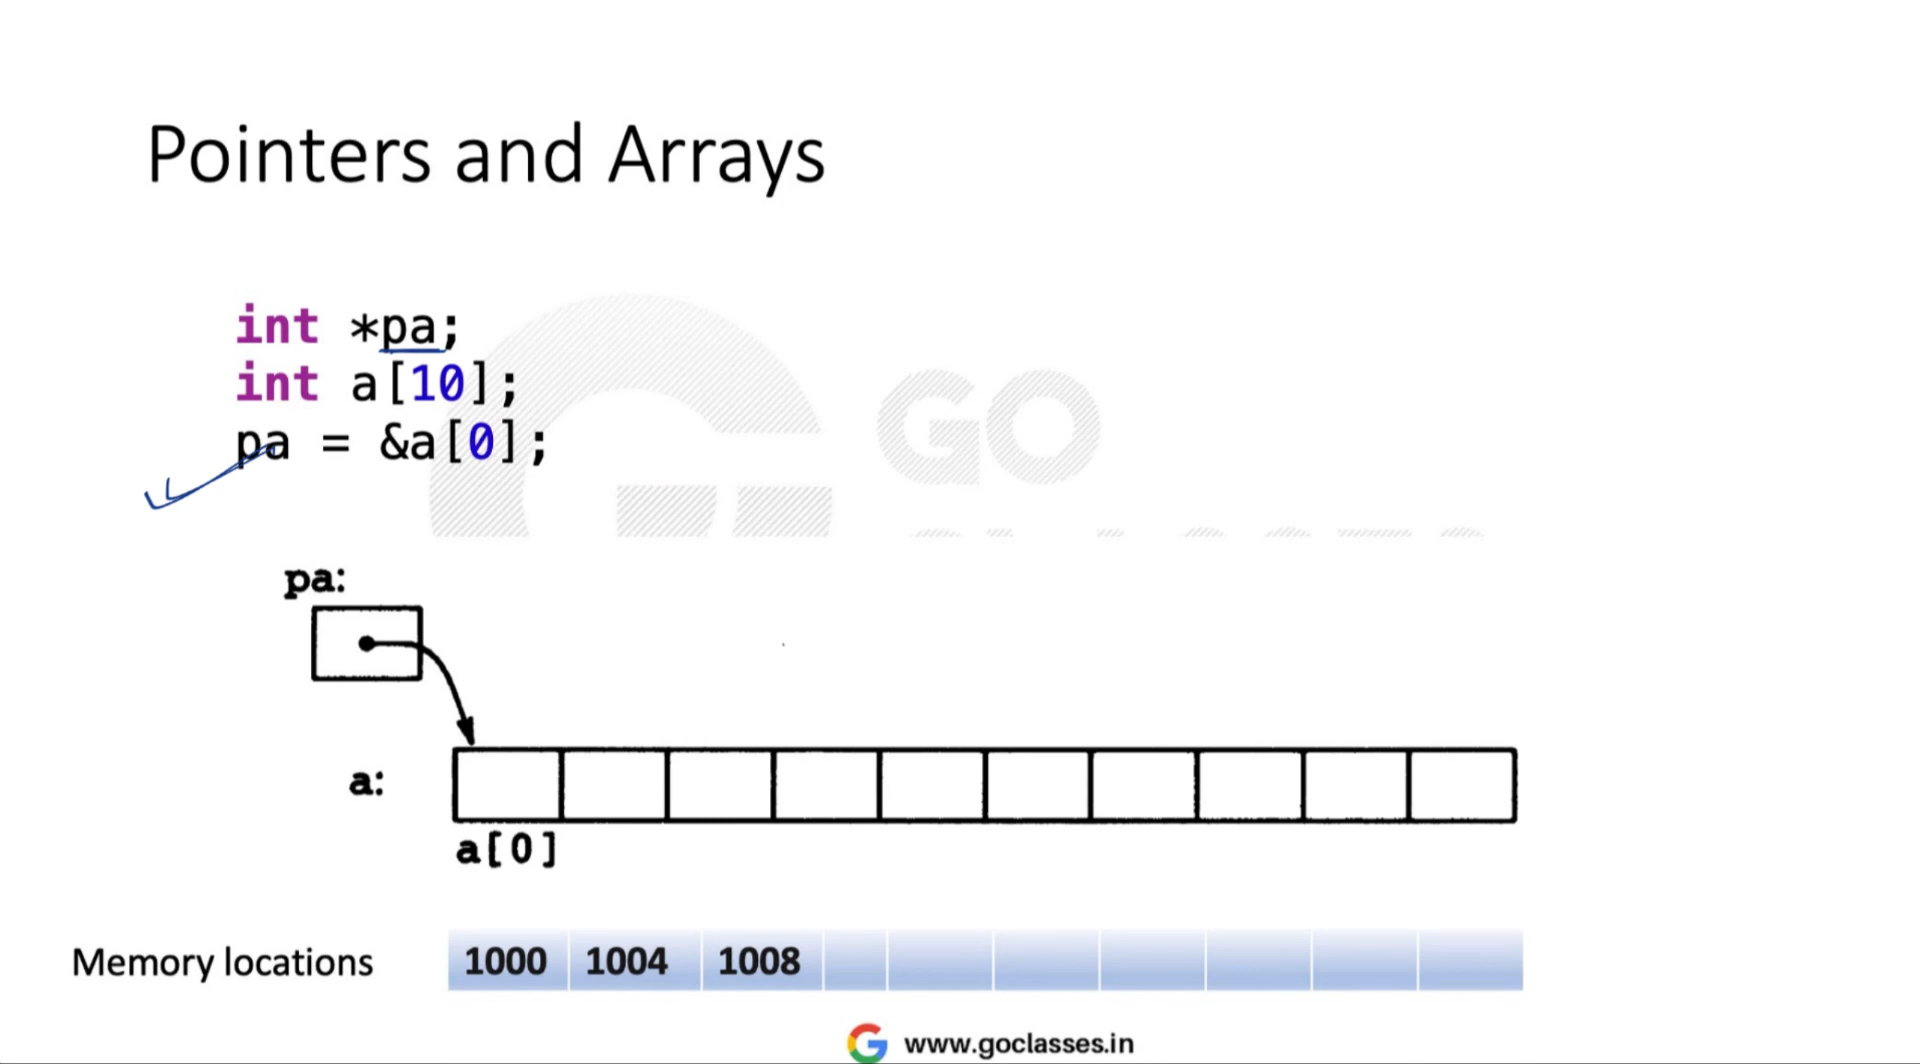 Pointers and Arrays
int *pa;
int a[10];
pa = &a[0];
GO
pa:
a:
a[0]
Memory locations 1000 1004 1008
www.goclasses.in